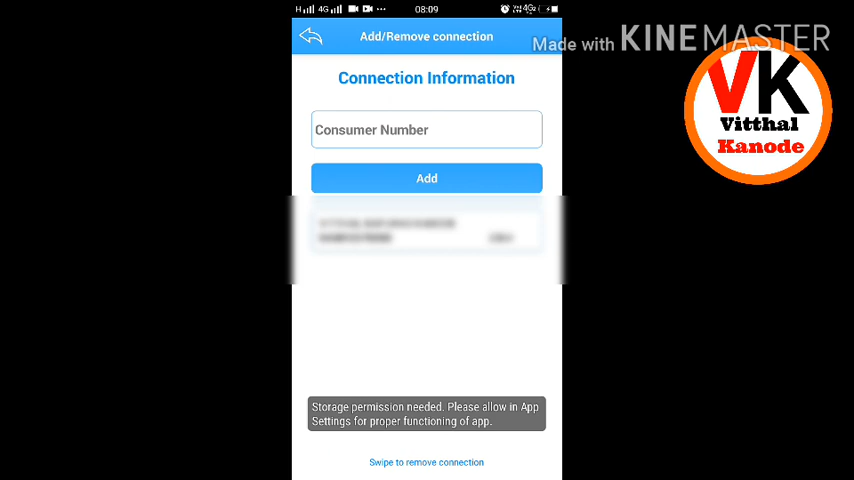 H 4G 08:09
Add/Remove connection
Made with KINEMASTER
Connection Information
VK
Vitthal
Kanode
Consumer Number
Add
Storage permission needed. Please allow in App
Settings for proper functioning of app.
Swipe to remove connection